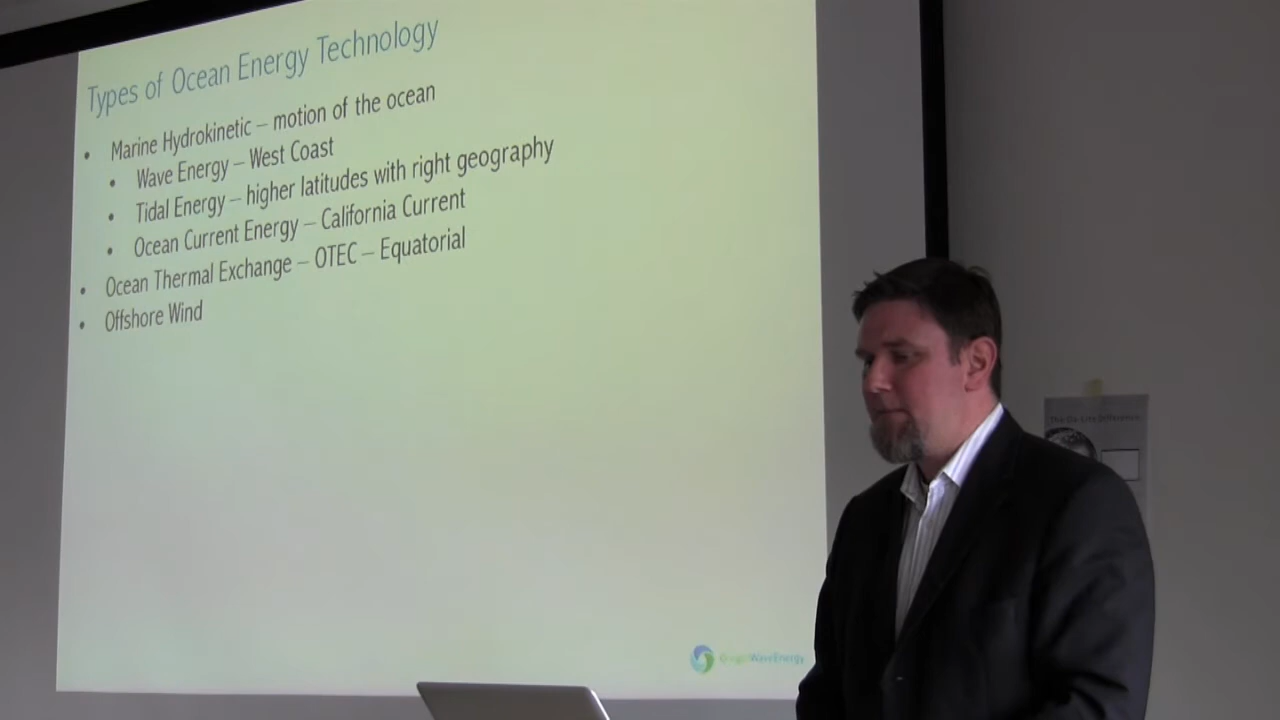 Types of Ocean Energy Technology
• Marine Hydrokinetic – motion of the ocean
• Wave Energy – West Coast
• Tidal Energy – higher latitudes with right geography
• Ocean Current Energy – California Current
• Ocean Thermal Exchange – OTEC – Equatorial
• Offshore Wind
OregonWaveEnergy